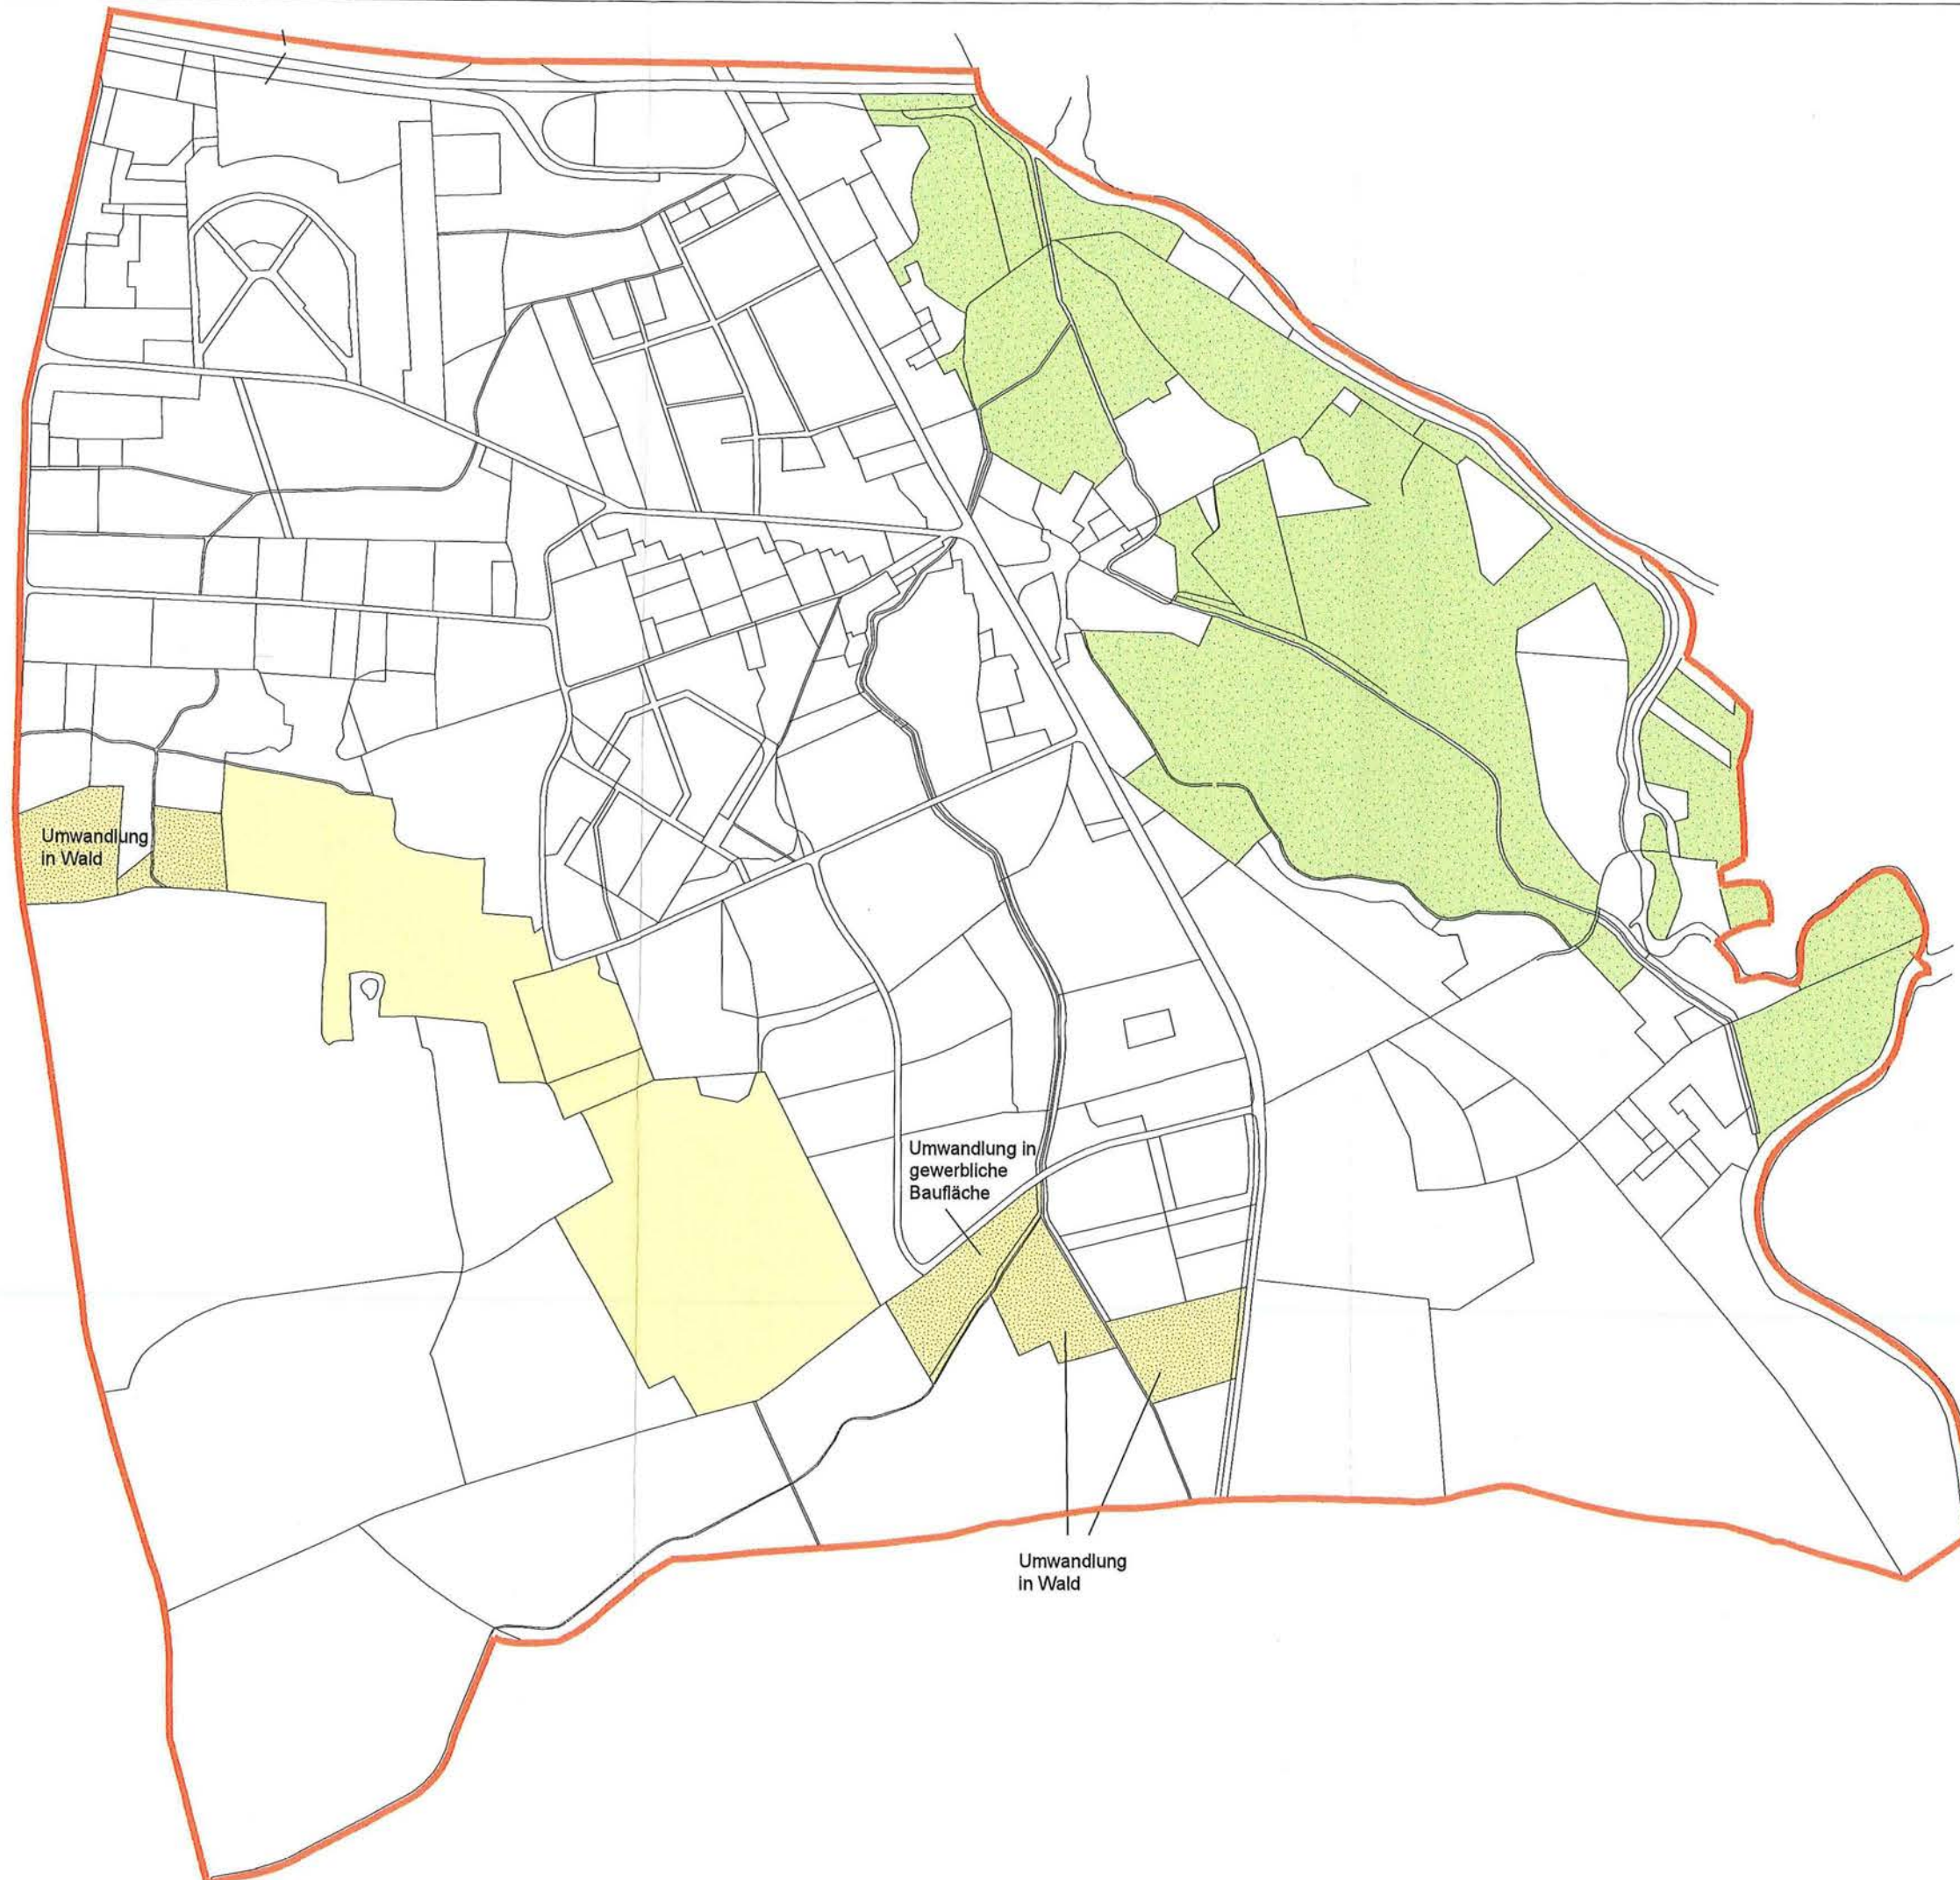 Umwandlung
in Wald
Umwandlung in
gewerbliche
Baufläche
Umwandlung
in Wald